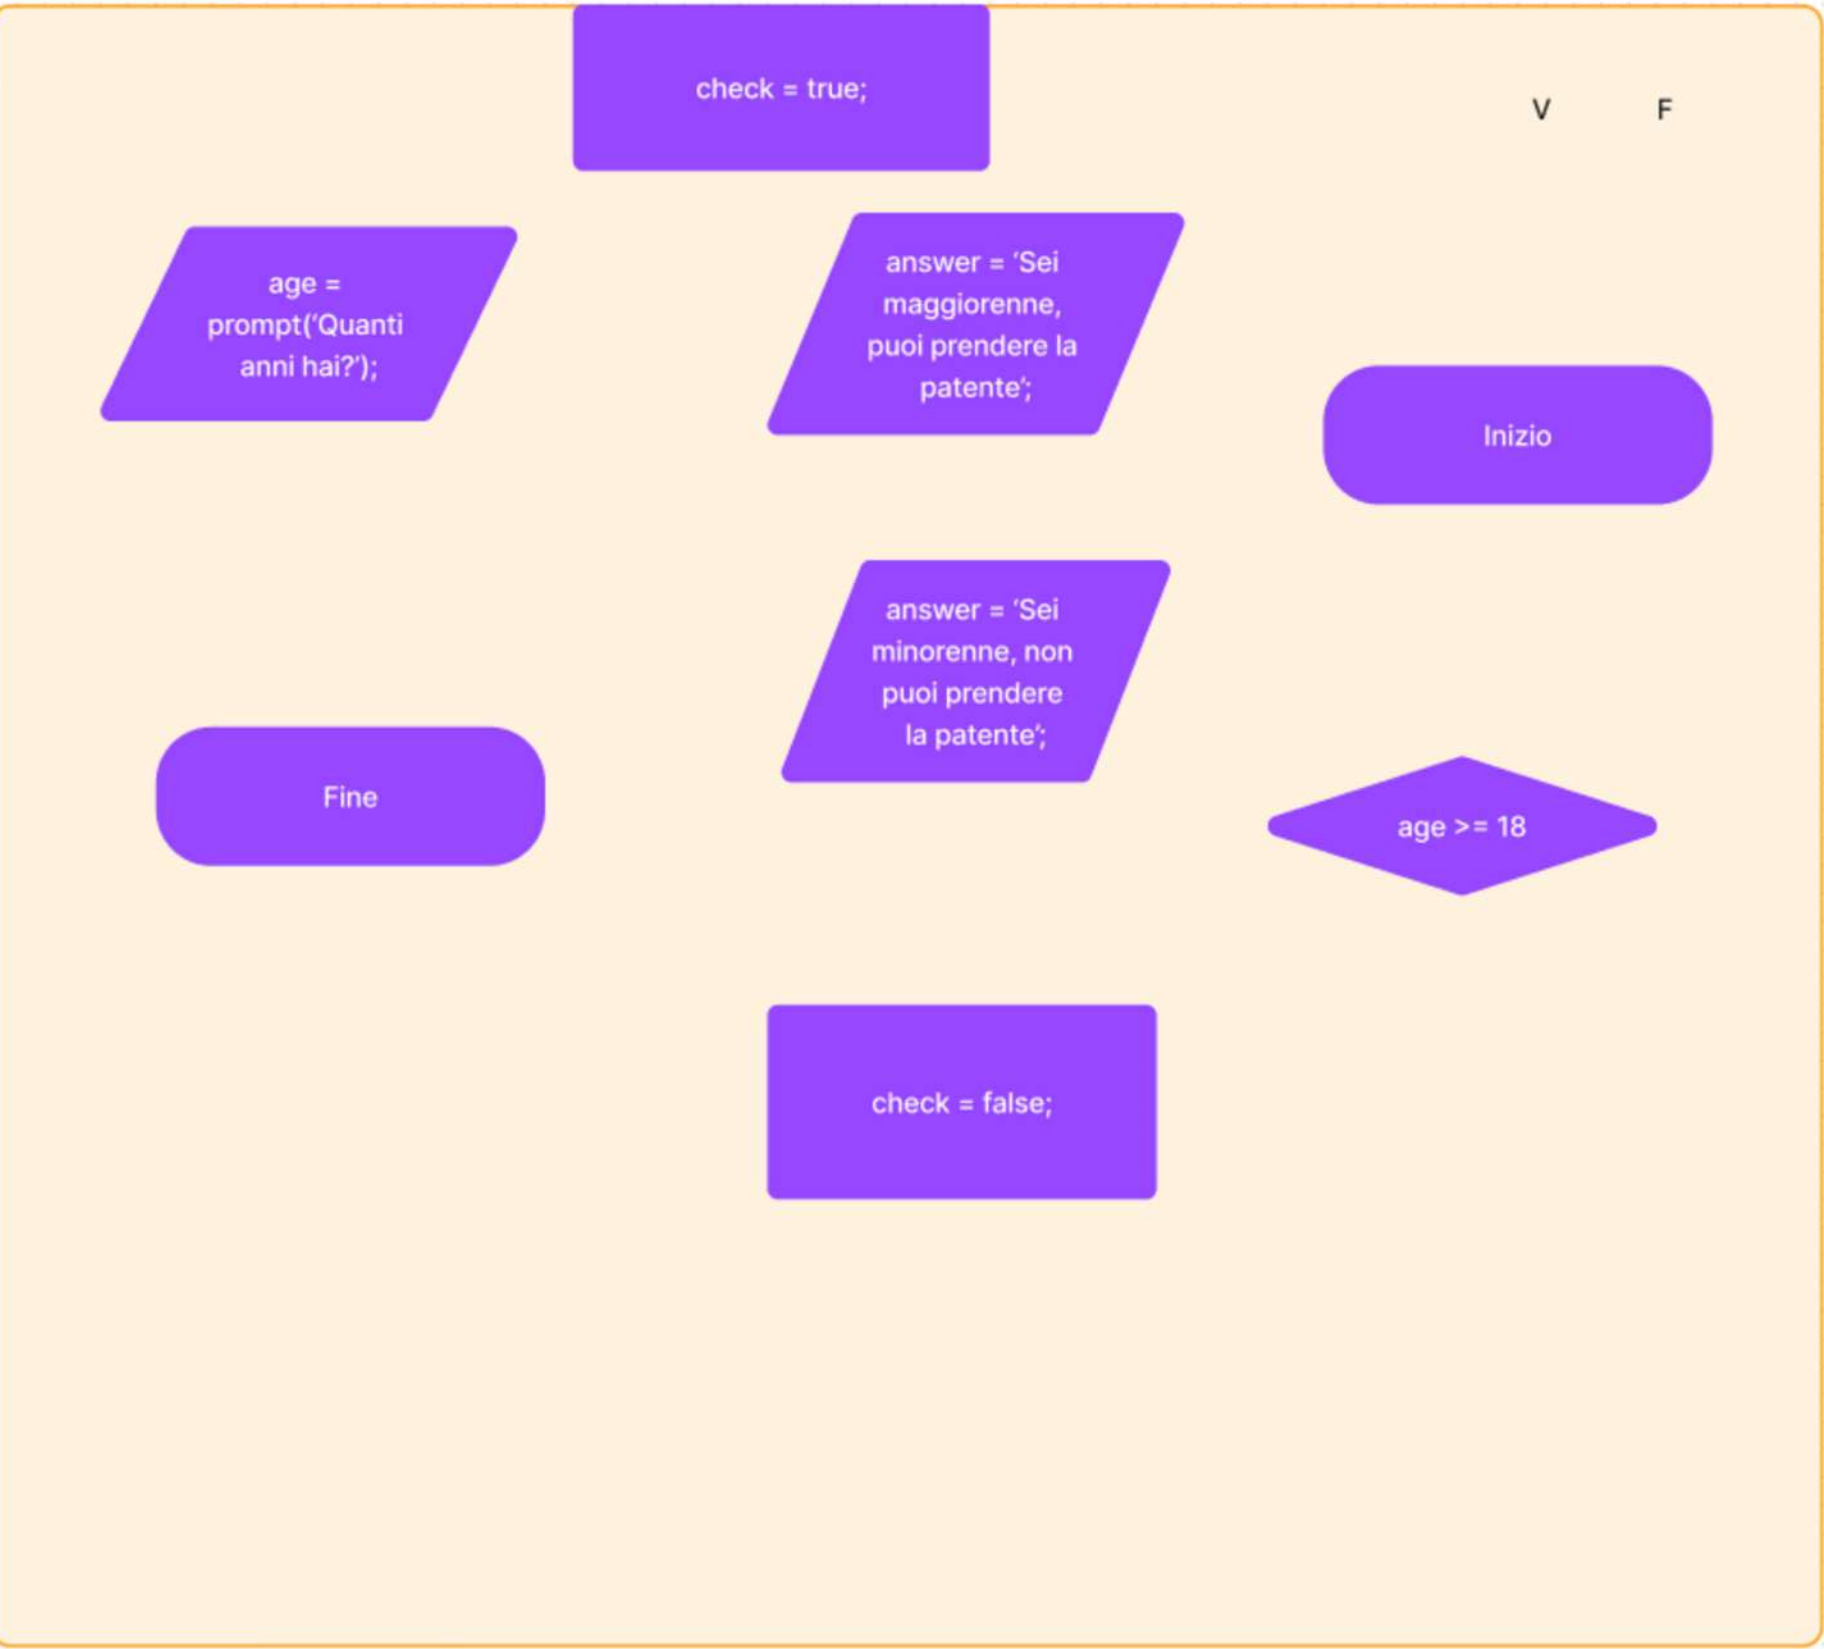 check = true;
V
F
age =
prompt(‘Quanti
anni hai?’);
answer = ‘Sei
maggiorenne,
puoi prendere la
patente’;
Inizio
answer = ‘Sei
minorenne, non
puoi prendere
la patente’;
Fine
age >= 18
check = false;